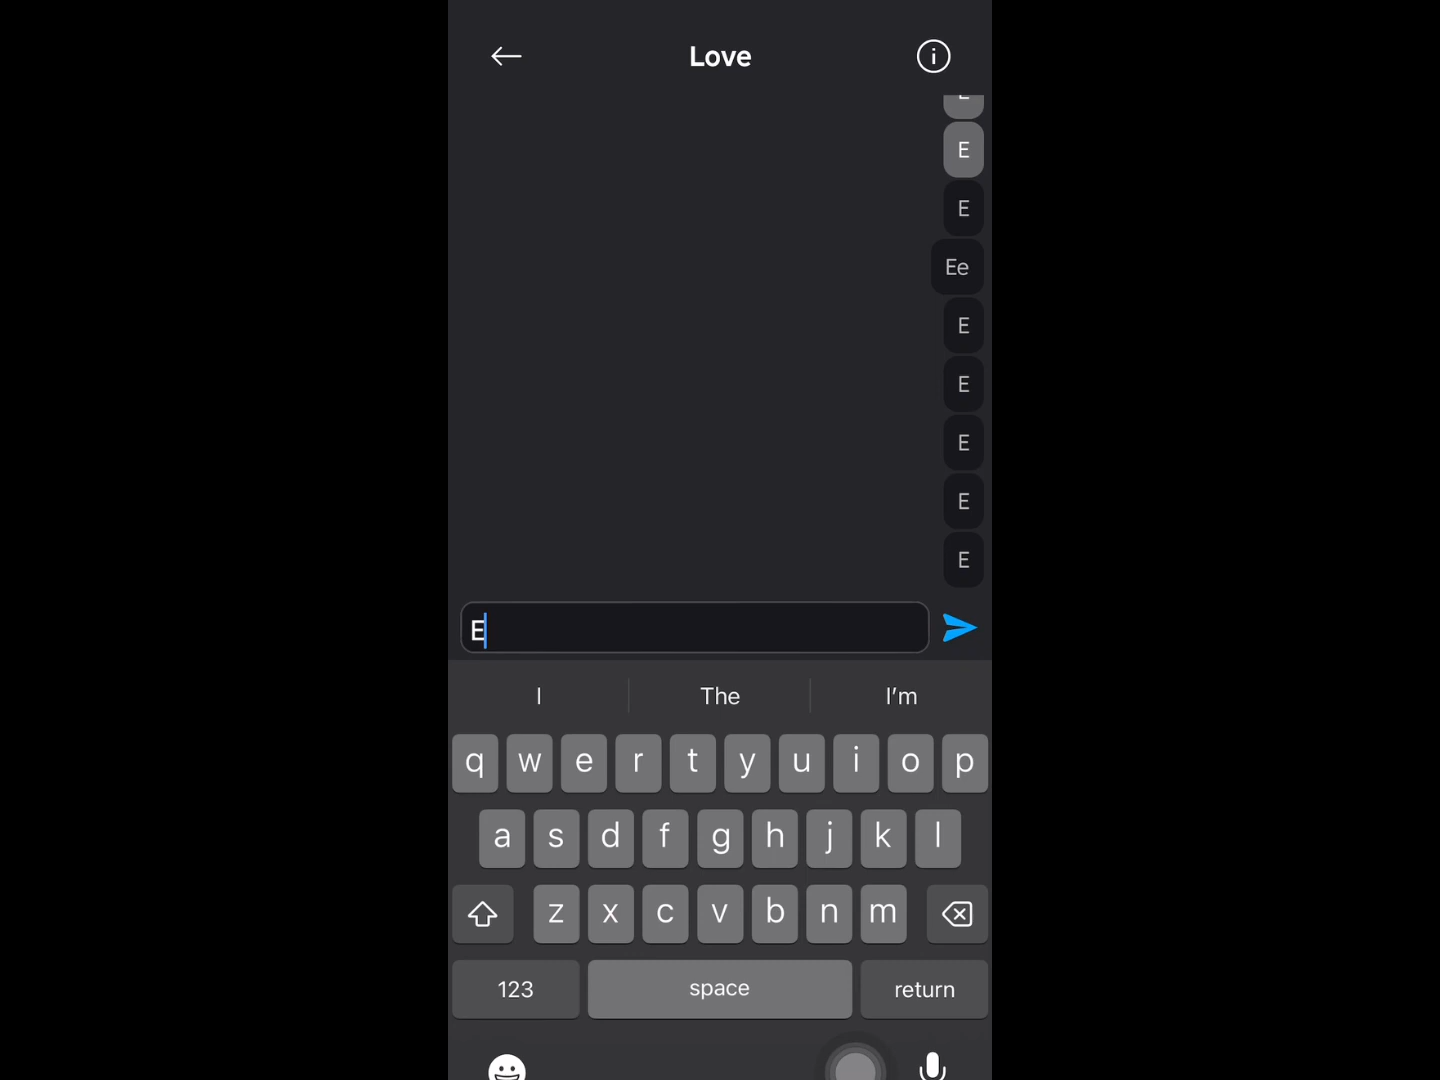 Love
E
E
E
Ee
E
E
E
E
E
E
I The I'm
q w e r t y u i o p
a s d f g h j k l
z x c v b n m
123 space return